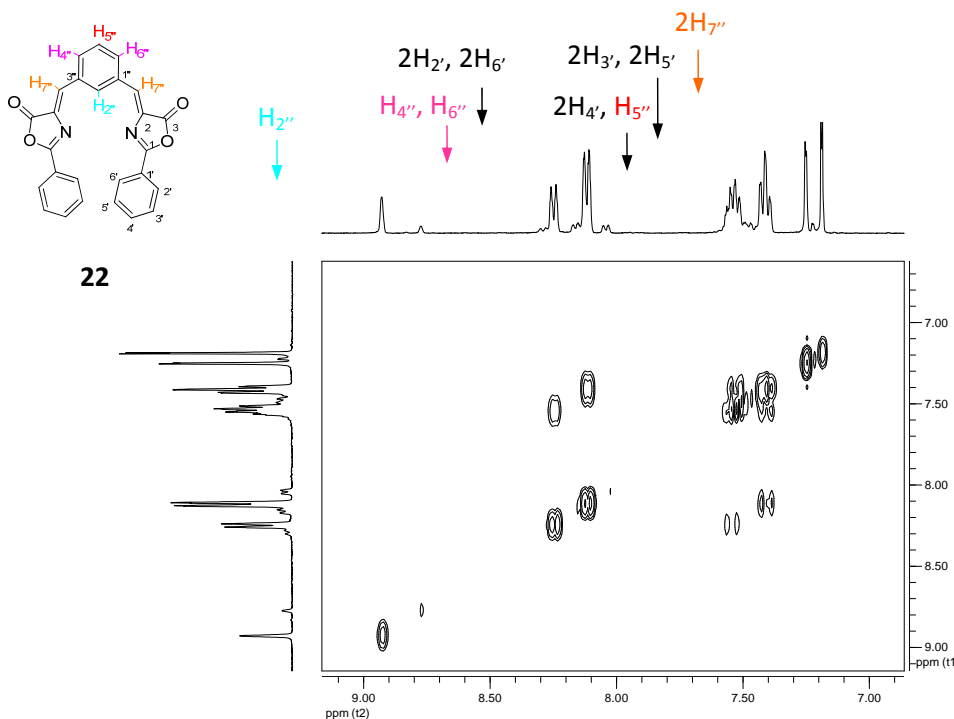 H5''
H4''
H6''
3''
1''
H7''
H7''
H2''
O
O
N
N
2
3
O
O
1
1'
6'
2'
5'
3'
4'
22
2H7''
2H2', 2H6'
2H3', 2H5'
H4'', H6''
2H4', H5''
H2''
7.00
7.50
8.00
8.50
9.00
ppm (t1
9.00
8.50
8.00
7.50
7.00
ppm (t2)